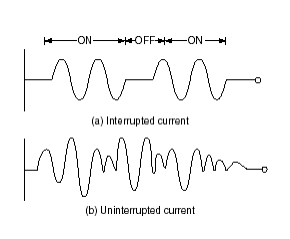 ON OFF ON
(a) Interrupted current
(b) Uninterrupted current